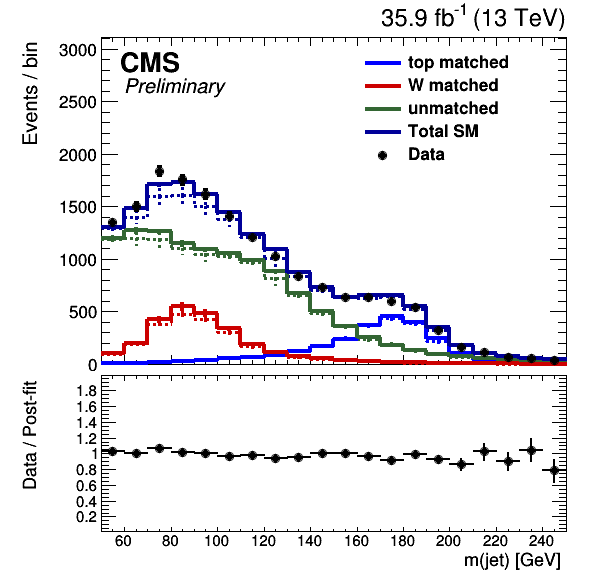 35.9 fb⁻¹ (13 TeV)
CMS
Preliminary
top matched
W matched
unmatched
Total SM
Data
Events / bin
3000
2500
2000
1500
1000
500
0
Data / Post-fit
1.8
1.6
1.4
1.2
1
0.8
0.6
0.4
0.2
60 80 100 120 140 160 180 200 220 240
m(jet) [GeV]